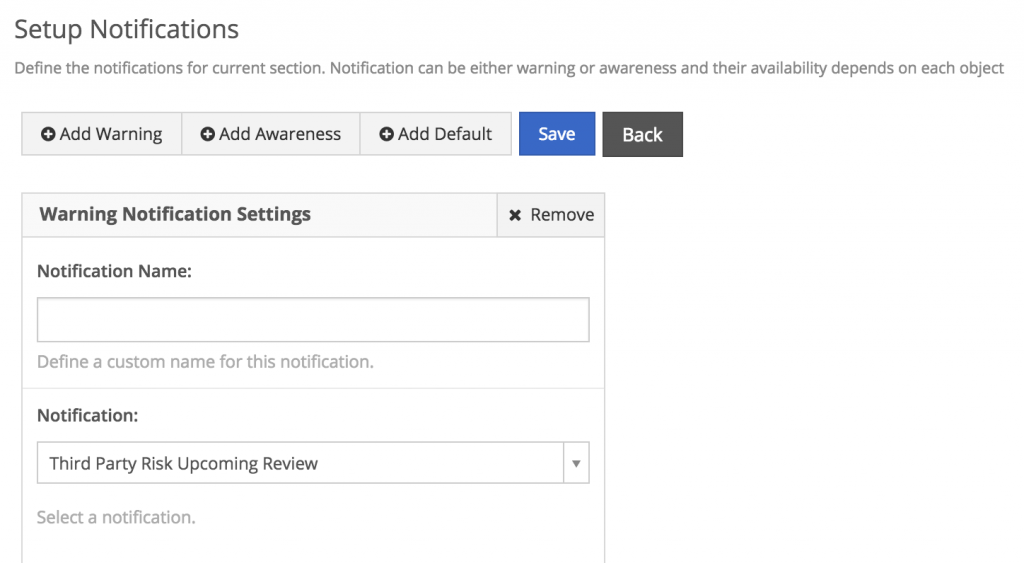 Setup Notifications
Define the notifications for current section. Notification can be either warning or awareness and their availability depends on each object
Add Warning Add Awareness Add Default Save Back
Warning Notification Settings Remove
Notification Name:
Define a custom name for this notification.
Notification:
Third Party Risk Upcoming Review
Select a notification.